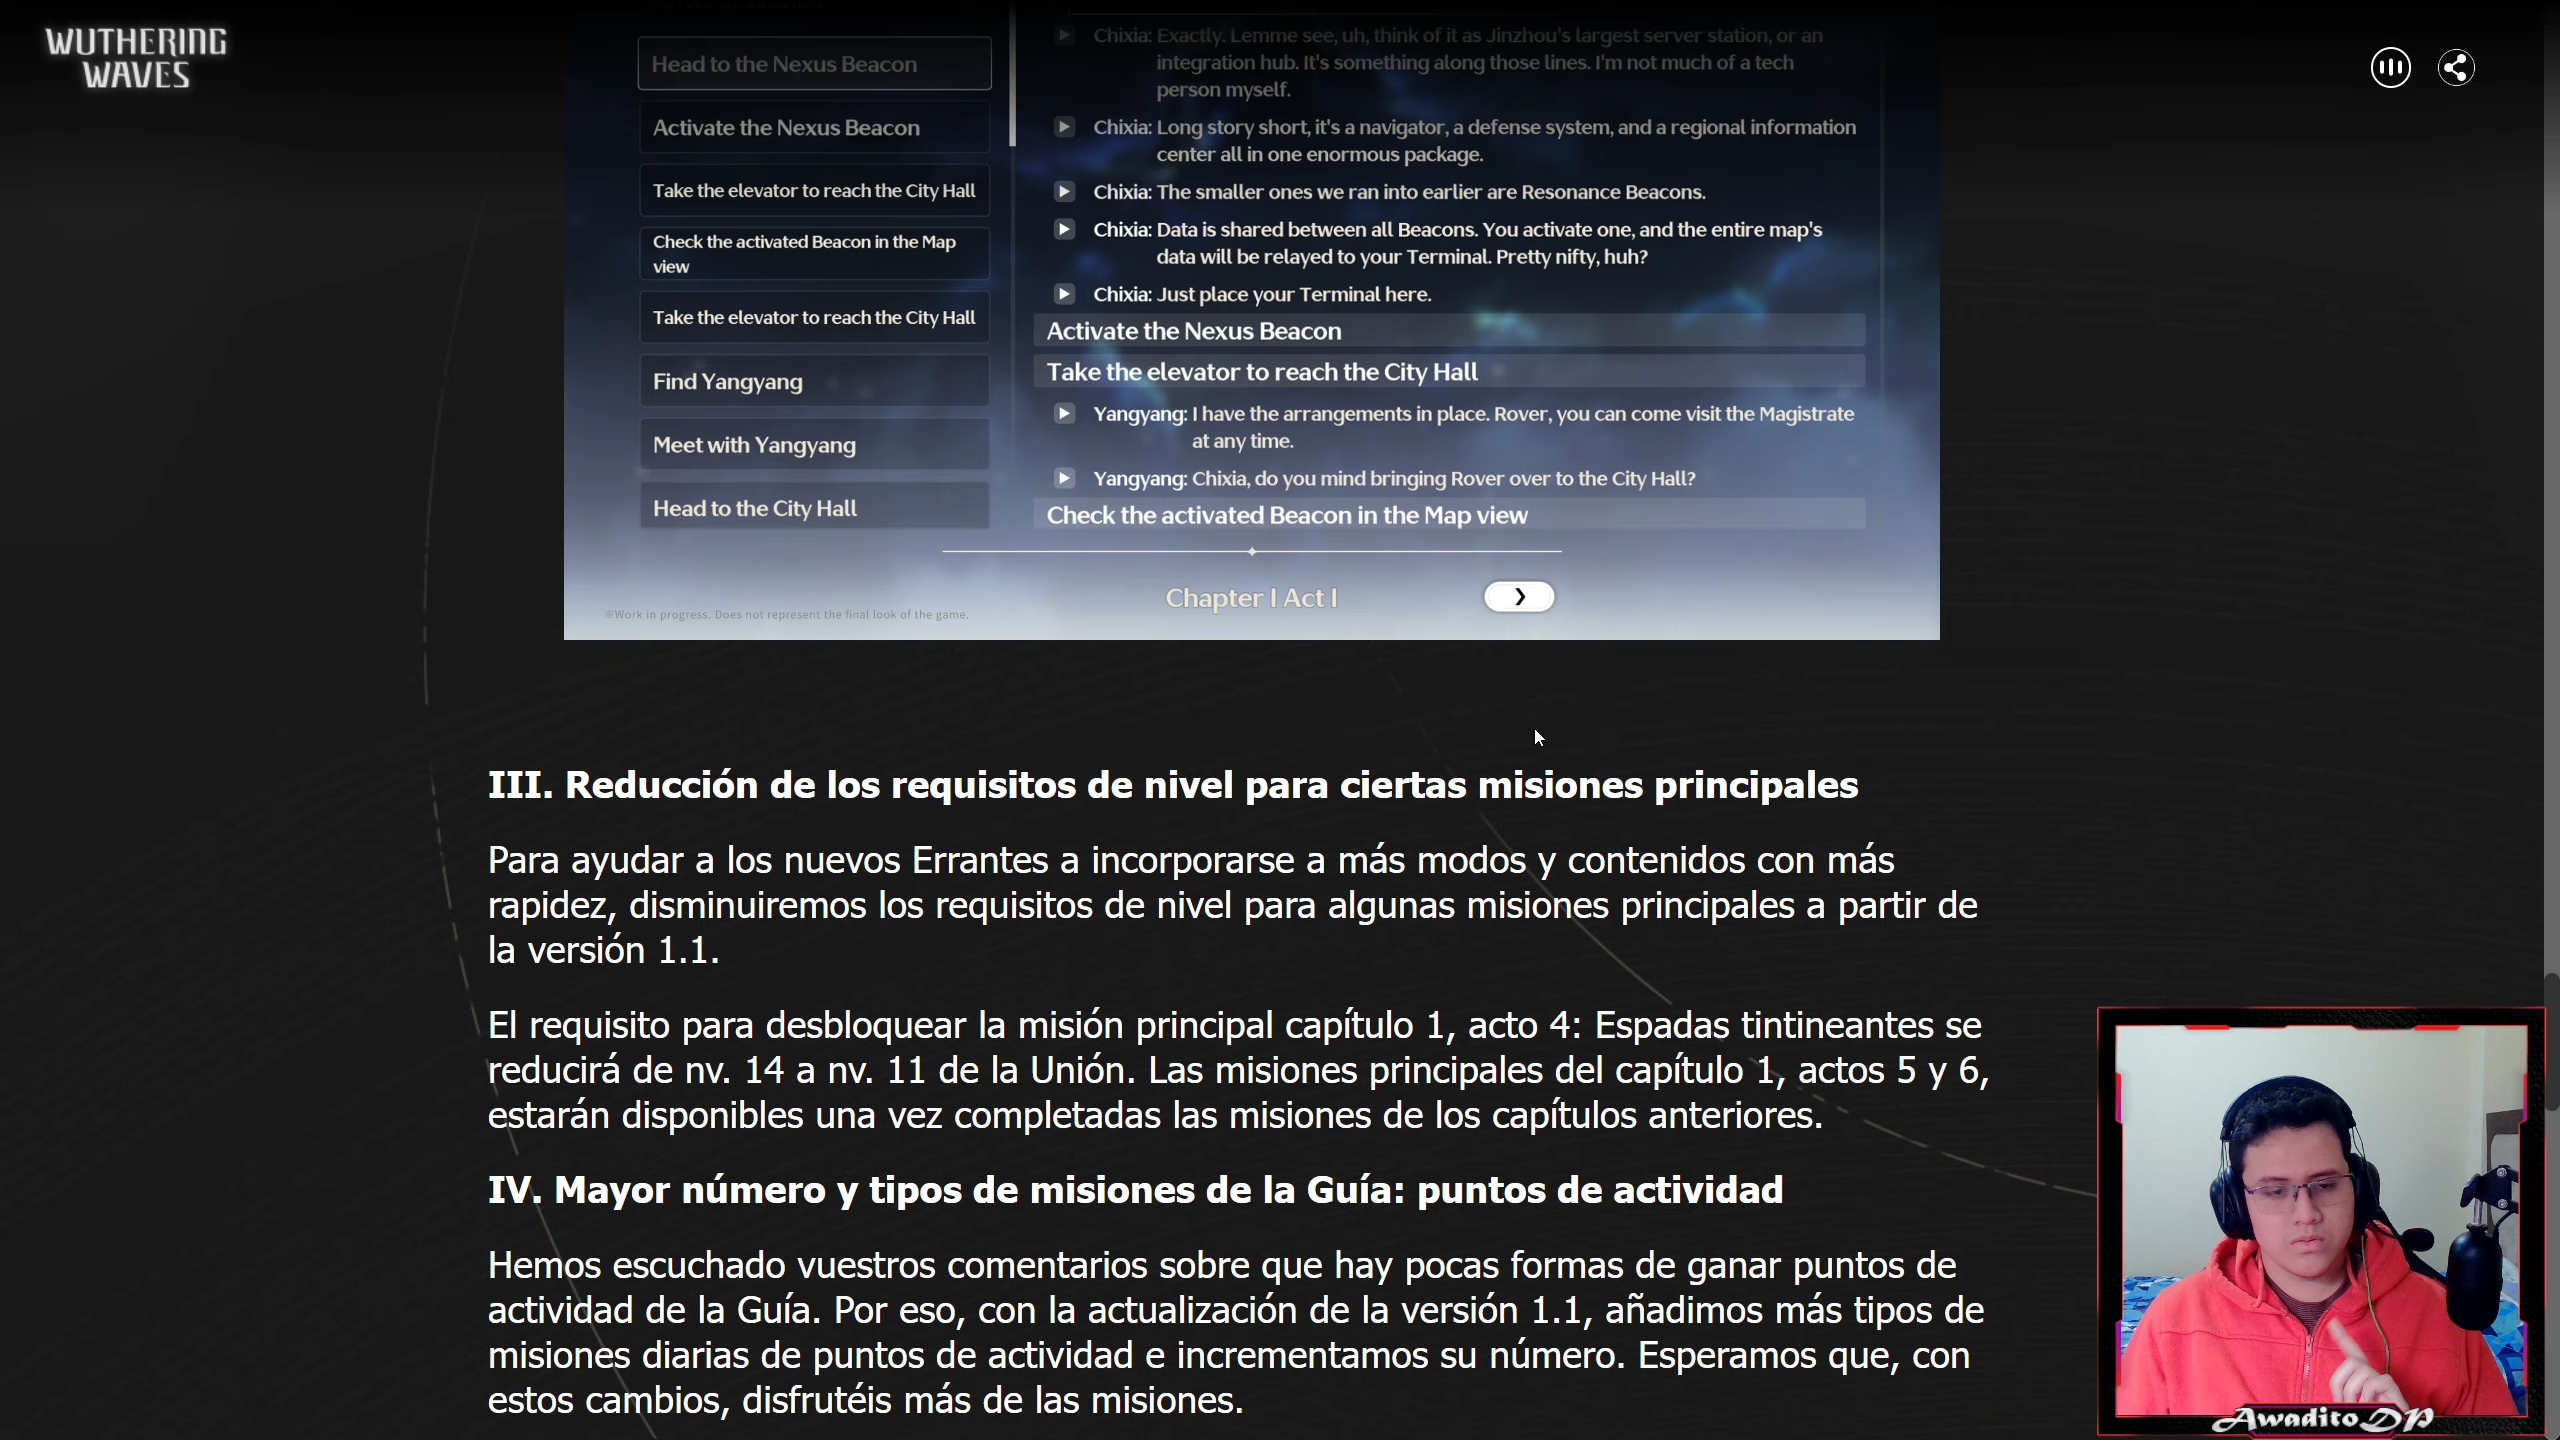 WUTHERING
WAVES
Head to the Nexus Beacon
Activate the Nexus Beacon
Take the elevator to reach the City Hall
Check the activated Beacon in the Map
view
Take the elevator to reach the City Hall
Find Yangyang
Meet with Yangyang
Head to the City Hall
Chixia: Exactly. Lemme see, uh, think of it as Jinzhou's largest server station, or an
integration hub. It's something along those lines. I'm not much of a tech
person myself.
Chixia: Long story short, it's a navigator, a defense system, and a regional information
center all in one enormous package.
Chixia: The smaller ones we ran into earlier are Resonance Beacons.
Chixia: Data is shared between all Beacons. You activate one, and the entire map's
data will be relayed to your Terminal. Pretty nifty, huh?
Chixia: Just place your Terminal here.
Activate the Nexus Beacon
Take the elevator to reach the City Hall
Yangyang: I have the arrangements in place. Rover, you can come visit the Magistrate
at any time.
Yangyang: Chixia, do you mind bringing Rover over to the City Hall?
Check the activated Beacon in the Map view
Chapter I Act I
※Work in progress. Does not represent the final look of the game.
III. Reducción de los requisitos de nivel para ciertas misiones principales
Para ayudar a los nuevos Errantes a incorporarse a más modos y contenidos con más
rapidez, disminuiremos los requisitos de nivel para algunas misiones principales a partir de
la versión 1.1.
El requisito para desbloquear la misión principal capítulo 1, acto 4: Espadas tintineantes se
reducirá de nv. 14 a nv. 11 de la Unión. Las misiones principales del capítulo 1, actos 5 y 6,
estarán disponibles una vez completadas las misiones de los capítulos anteriores.
IV. Mayor número y tipos de misiones de la Guía: puntos de actividad
Hemos escuchado vuestros comentarios sobre que hay pocas formas de ganar puntos de
actividad de la Guía. Por eso, con la actualización de la versión 1.1, añadimos más tipos de
misiones diarias de puntos de actividad e incrementamos su número. Esperamos que, con
estos cambios, disfrutéis más de las misiones.
AwaditoDP